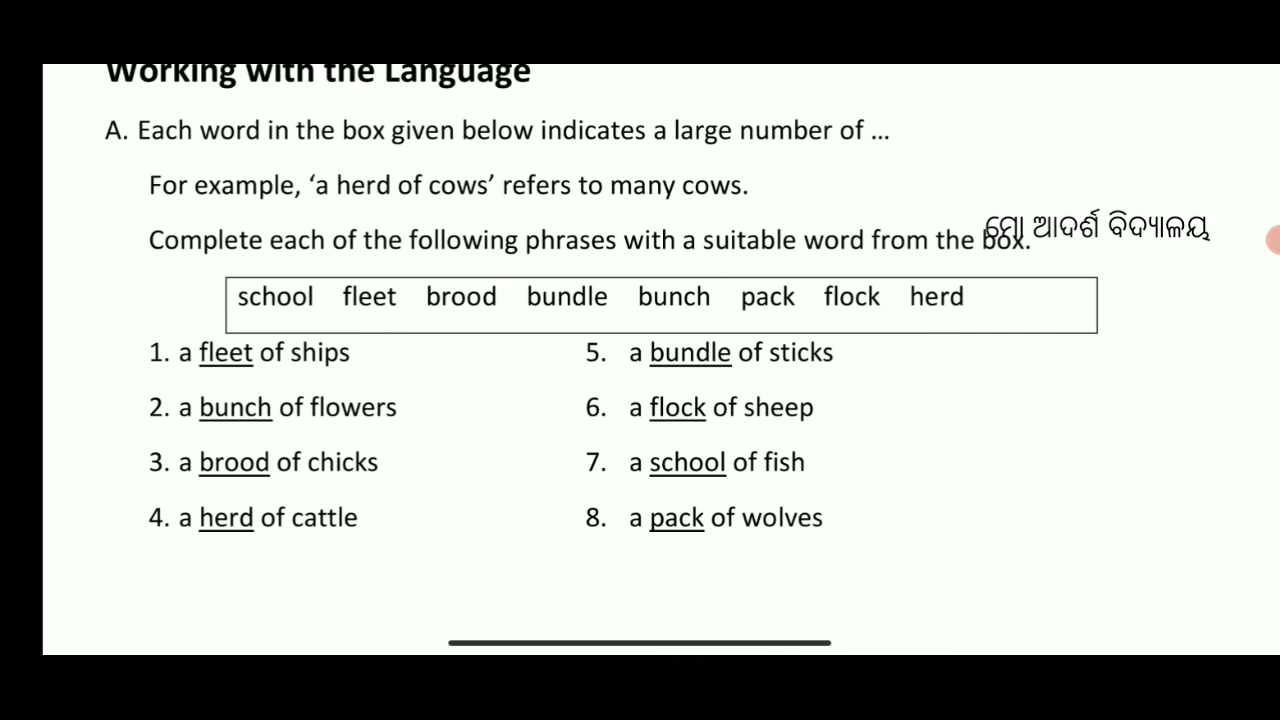 Working with the Language
A. Each word in the box given below indicates a large number of ...
For example, ‘a herd of cows’ refers to many cows.
ମୋ ଆଦର୍ଶ ବିଦ୍ୟାଳୟ
Complete each of the following phrases with a suitable word from the box.
school fleet brood bundle bunch pack flock herd
1. a fleet of ships
5. a bundle of sticks
2. a bunch of flowers
6. a flock of sheep
3. a brood of chicks
7. a school of fish
4. a herd of cattle
8. a pack of wolves